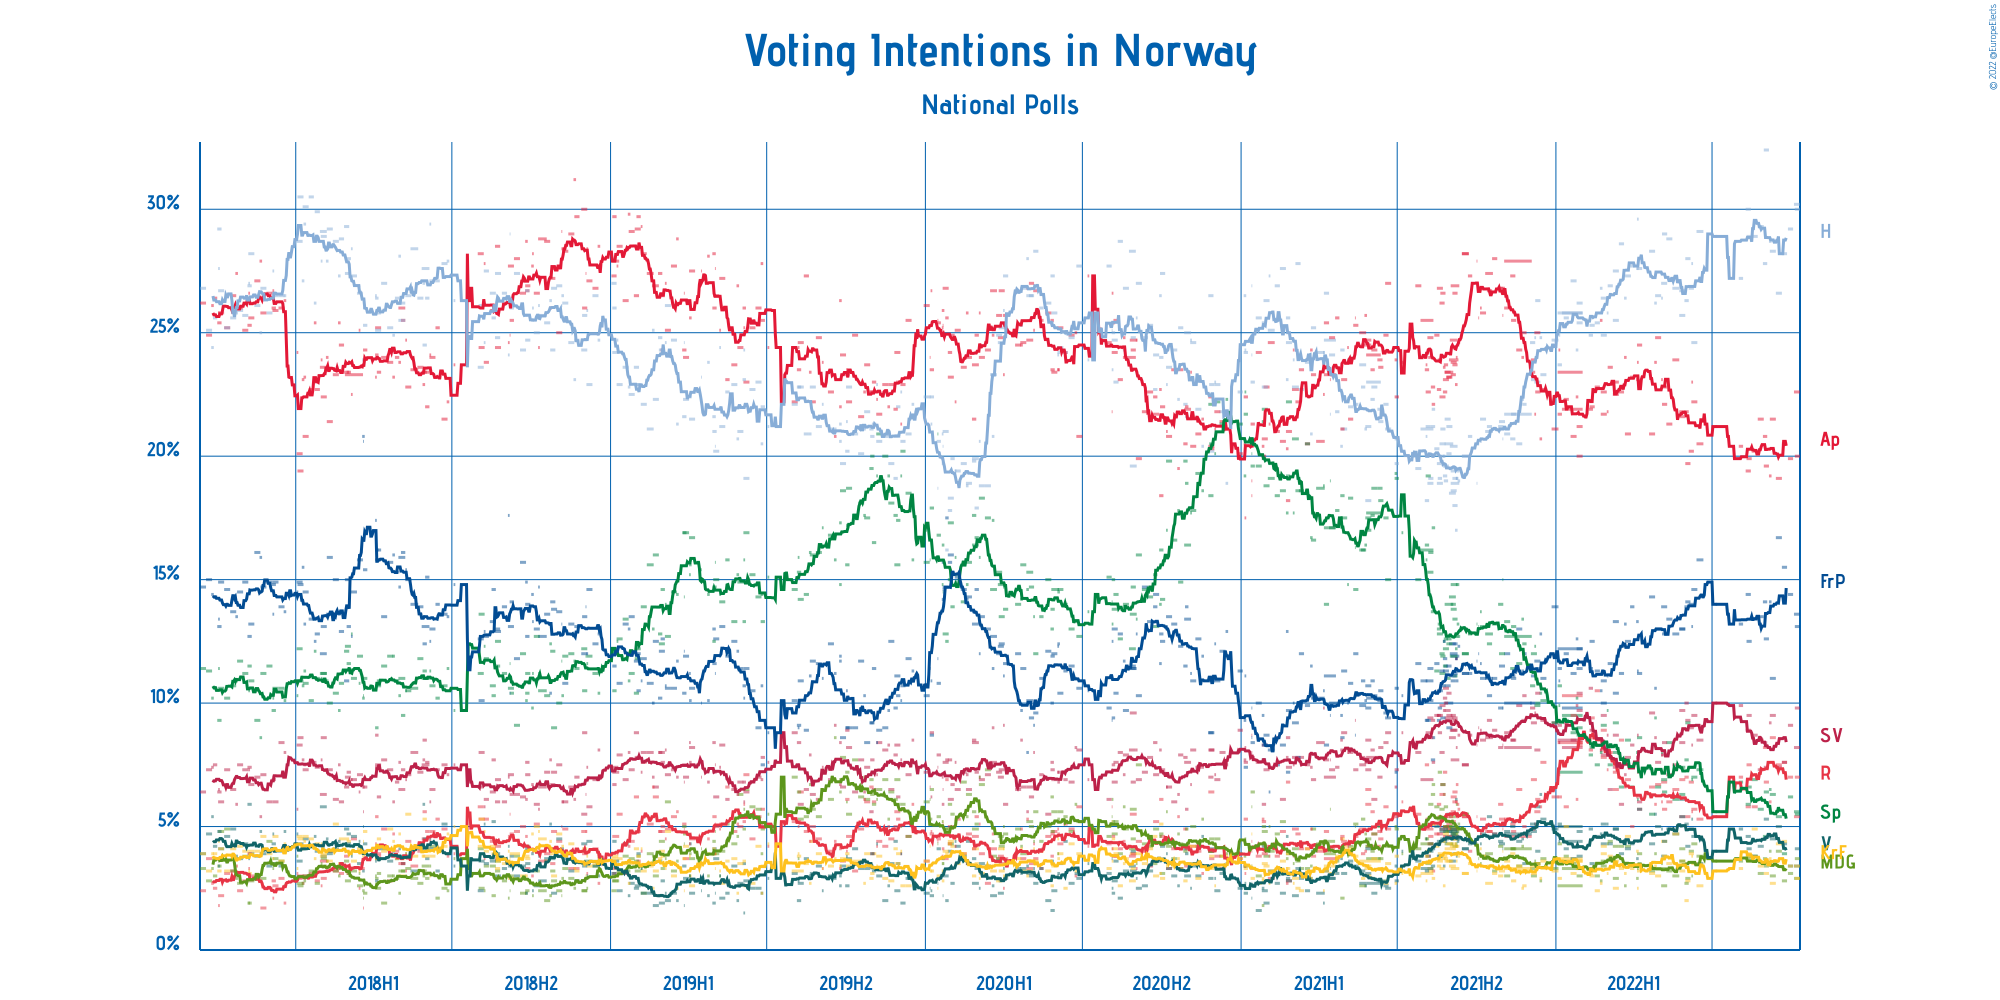 © 2022 @EuropeElects
Voting Intentions in Norway
National Polls
30%
25%
20%
15%
10%
5%
0%
H
Ap
FrP
SV
R
Sp
V
KrF
MDG
2018H1
2018H2
2019H1
2019H2
2020H1
2020H2
2021H1
2021H2
2022H1